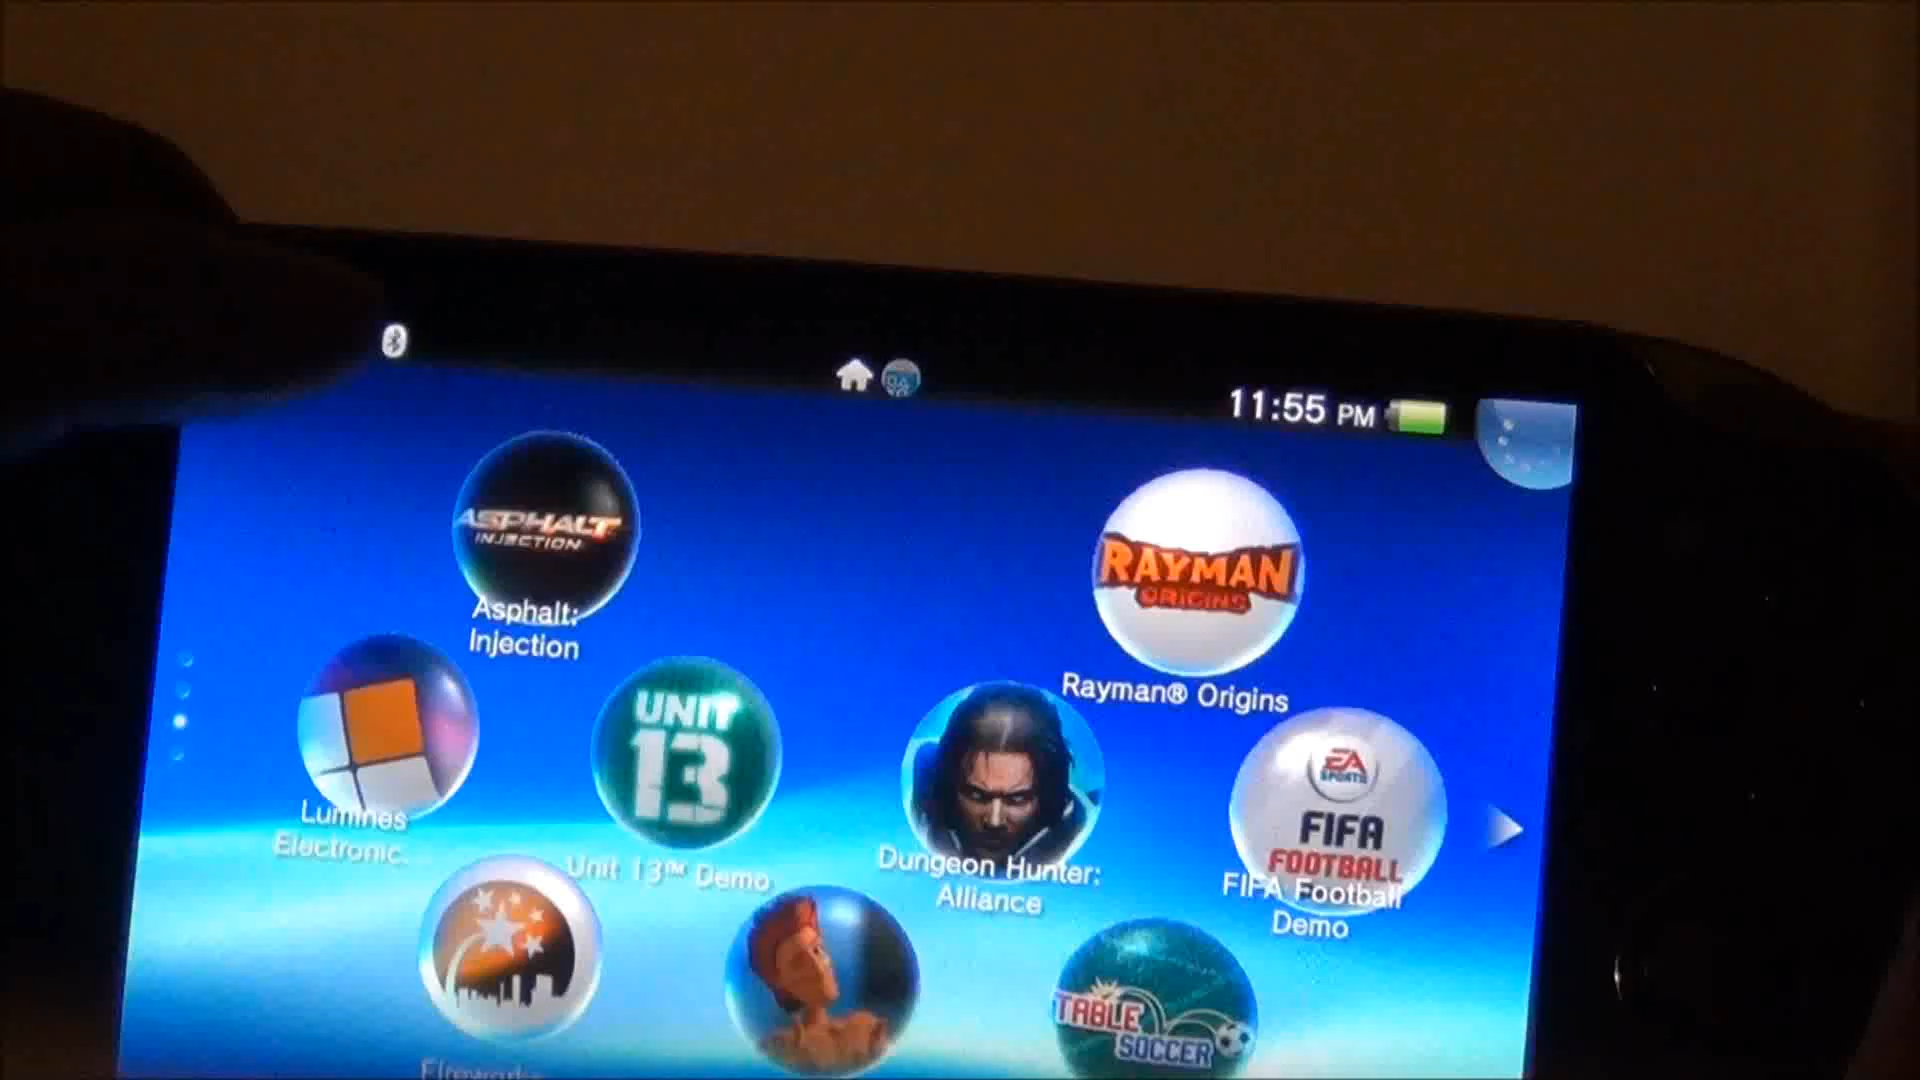 11:55 PM
ASPHALT
INJECTION
Asphalt:
Injection
RAYMAN
ORIGINS
Rayman® Origins
Lumines
Electronic.
UNIT
13
Unit 13™ Demo
Dungeon Hunter:
Alliance
EA
SPORTS
FIFA
FOOTBALL
FIFA Football
Demo
TABLE
SOCCER